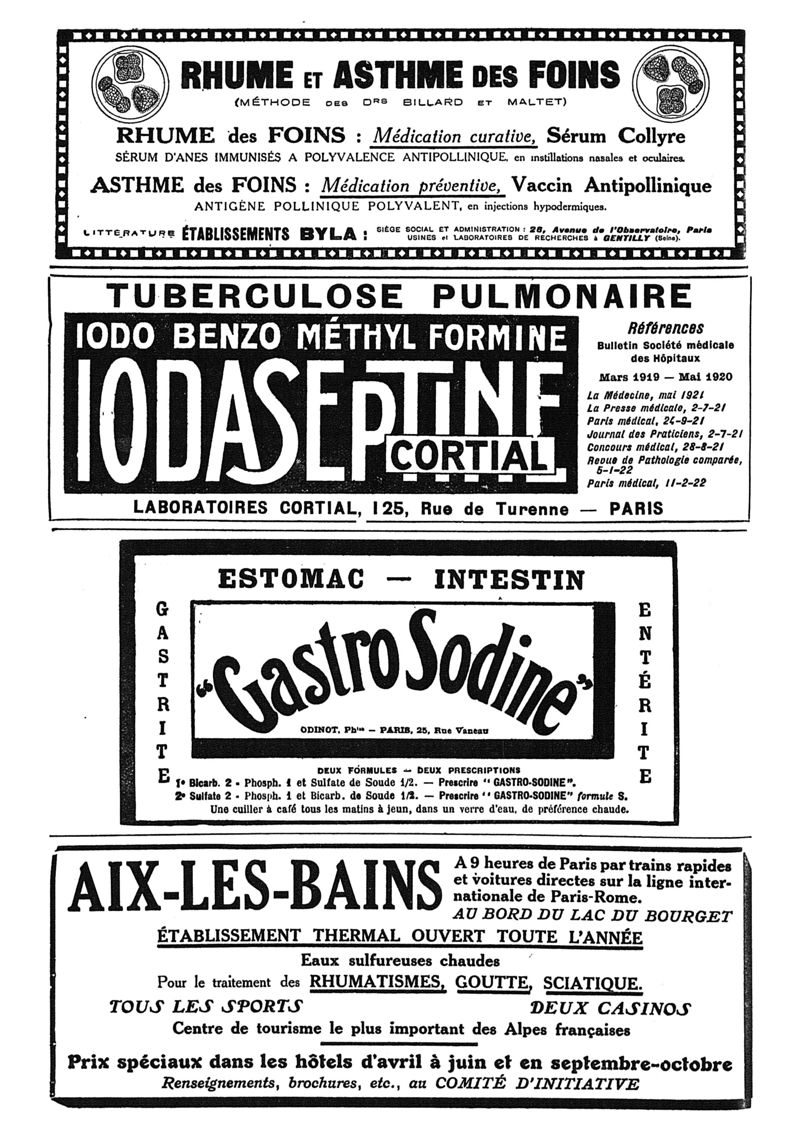 RHUME ET ASTHME DES FOINS
(MÉTHODE DES DRS BILLARD ET MALTET)
RHUME des FOINS : Médication curative, Sérum Collyre
SÉRUM D'ANES IMMUNISÉS A POLYVALENCE ANTIPOLLINIQUE, en instillations nasales et oculaires.
ASTHME des FOINS : Médication préventive, Vaccin Antipollinique
ANTIGÈNE POLLINIQUE POLYVALENT, en injections hypodermiques.
LITTÉRATURE ÉTABLISSEMENTS BYLA : SIÈGE SOCIAL ET ADMINISTRATION : 26, Avenue de l'Observatoire, Paris
USINES et LABORATOIRES DE RECHERCHES à GENTILLY (Seine).
TUBERCULOSE PULMONAIRE
IODO BENZO MÉTHYL FORMINE
IODASEPTINE
CORTIAL
Références
Bulletin Société médicale
des Hôpitaux
Mars 1919 — Mai 1920
La Médecine, mai 1921
La Presse médicale, 2-7-21
Paris médical, 24-9-21
Journal des Praticiens, 2-7-21
Concours médical, 28-8-21
Revue de Pathologie comparée,
5-1-22
Paris médical, 11-2-22
LABORATOIRES CORTIAL, 125, Rue de Turenne — PARIS
ESTOMAC — INTESTIN
GASTRITE
"Gastro Sodine"
ODINOT, Phien — PARIS, 25, Rue Vaneau
ENTÉRITE
DEUX FORMULES — DEUX PRESCRIPTIONS
1º Bicarb. 2 - Phosph. 1 et Sulfate de Soude 1/2. — Prescrire "GASTRO-SODINE".
2º Sulfate 2 - Phosph. 1 et Bicarb. de Soude 1/2. — Prescrire "GASTRO-SODINE" formule S.
Une cuiller à café tous les matins à jeun, dans un verre d'eau, de préférence chaude.
AIX-LES-BAINS
A 9 heures de Paris par trains rapides
et voitures directes sur la ligne inter-
nationale de Paris-Rome.
AU BORD DU LAC DU BOURGET
ÉTABLISSEMENT THERMAL OUVERT TOUTE L'ANNÉE
Eaux sulfureuses chaudes
Pour le traitement des RHUMATISMES, GOUTTE, SCIATIQUE.
TOUS LES SPORTS DEUX CASINOS
Centre de tourisme le plus important des Alpes françaises
Prix spéciaux dans les hôtels d'avril à juin et en septembre-octobre
Renseignements, brochures, etc., au COMITÉ D'INITIATIVE